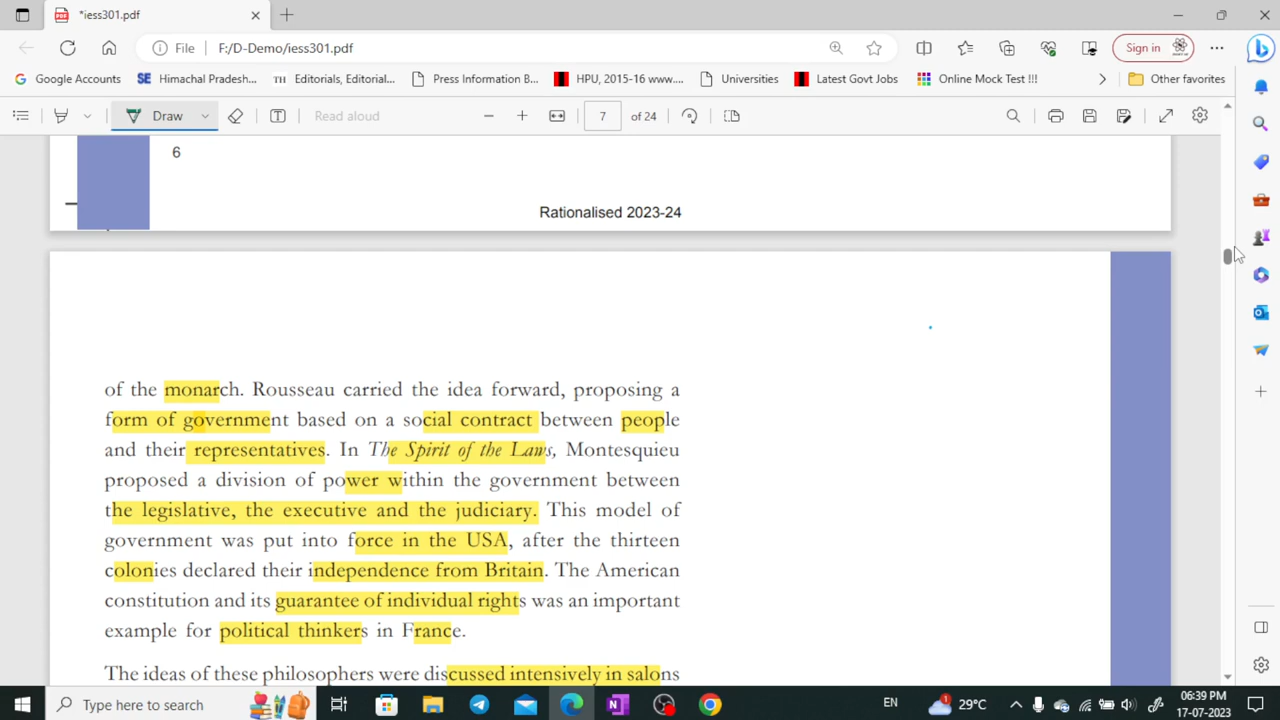 *iess301.pdf
File F:/D-Demo/iess301.pdf Sign in
Google Accounts SE Himachal Pradesh... TH Editorials, Editorial... Press Information B... HPU, 2015-16 www.... Universities Latest Govt Jobs Online Mock Test !!! Other favorites
Draw Read aloud 7 of 24
6
Rationalised 2023-24
of the monarch. Rousseau carried the idea forward, proposing a
form of government based on a social contract between people
and their representatives. In The Spirit of the Laws, Montesquieu
proposed a division of power within the government between
the legislative, the executive and the judiciary. This model of
government was put into force in the USA, after the thirteen
colonies declared their independence from Britain. The American
constitution and its guarantee of individual rights was an important
example for political thinkers in France.
The ideas of these philosophers were discussed intensively in salons
Type here to search EN 1 29°C 06:39 PM
17-07-2023